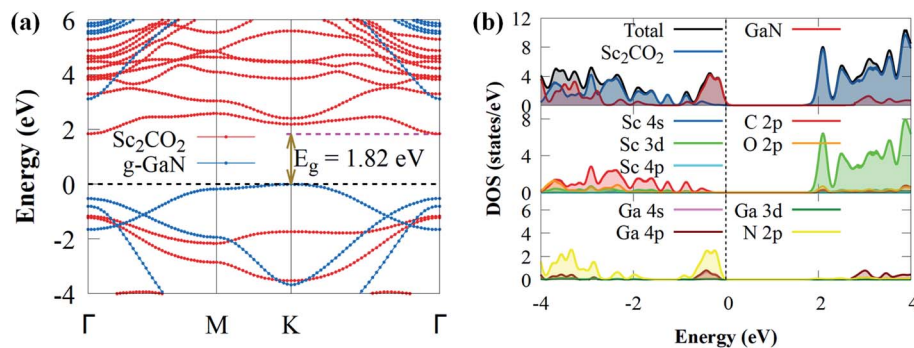 (a)
Energy (eV)
6
4
2
0
-2
-4
Sc₂CO₂
g-GaN
E_g = 1.82 eV
Γ M K Γ
(b)
DOS (states/eV)
Total GaN
Sc₂CO₂
12
8
4
0
Sc 4s C 2p
Sc 3d O 2p
Sc 4p
8
4
0
Ga 4s Ga 3d
Ga 4p N 2p
6
4
2
0
-4 -2 0 2 4
Energy (eV)